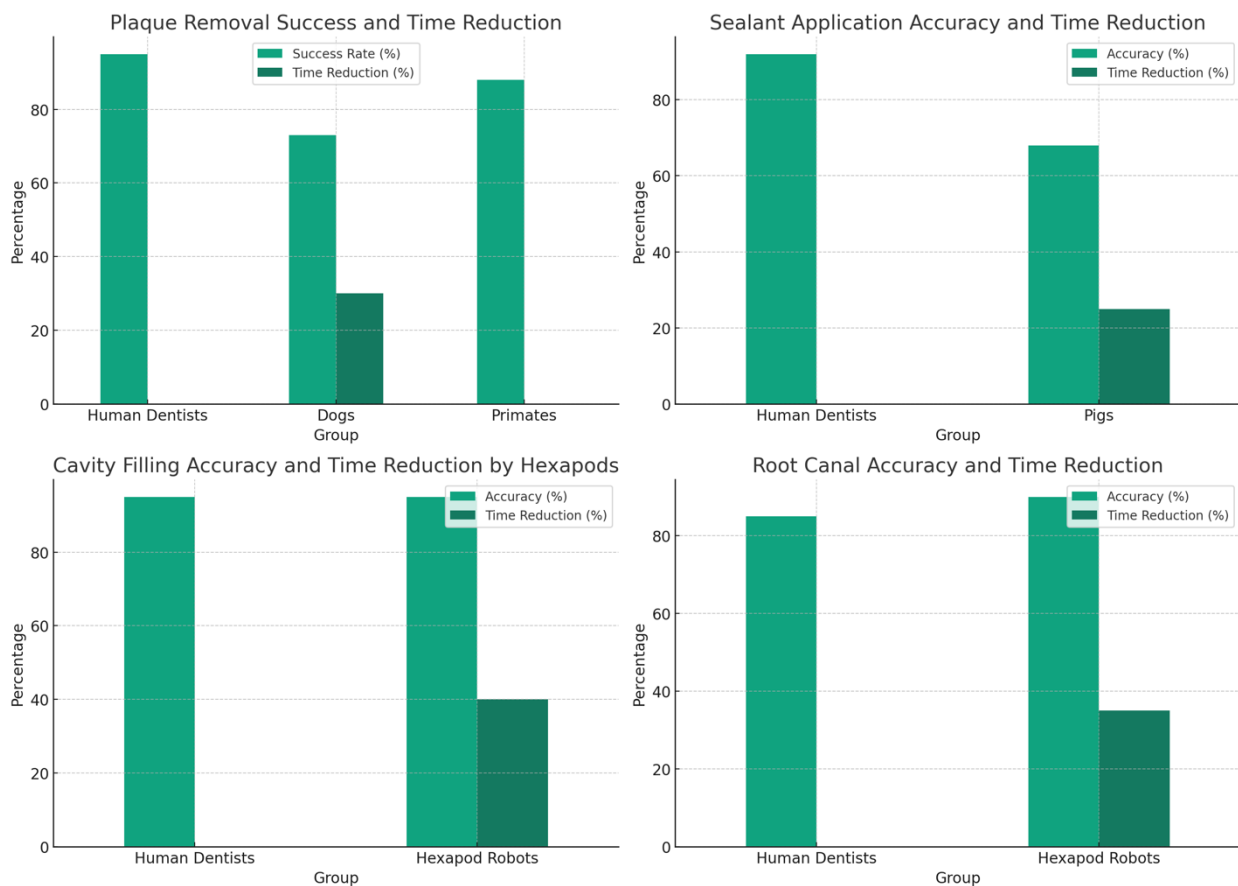 Plaque Removal Success and Time Reduction
Success Rate (%)
Time Reduction (%)
Percentage
80
60
40
20
0
Human Dentists Dogs Primates
Group
Sealant Application Accuracy and Time Reduction
Accuracy (%)
Time Reduction (%)
Percentage
80
60
40
20
0
Human Dentists Pigs
Group
Cavity Filling Accuracy and Time Reduction by Hexapods
Accuracy (%)
Time Reduction (%)
Percentage
80
60
40
20
0
Human Dentists Hexapod Robots
Group
Root Canal Accuracy and Time Reduction
Accuracy (%)
Time Reduction (%)
Percentage
80
60
40
20
0
Human Dentists Hexapod Robots
Group